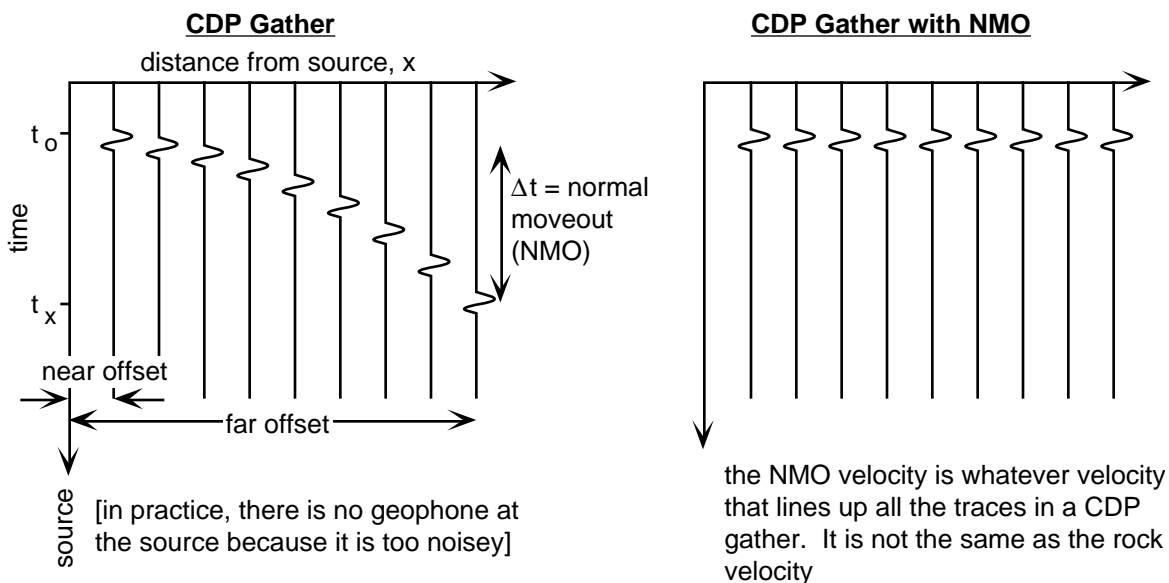 CDP Gather
distance from source, x
t o
time
t x
Δt = normal
moveout
(NMO)
near offset
far offset
source
[in practice, there is no geophone at
the source because it is too noisey]
CDP Gather with NMO
the NMO velocity is whatever velocity
that lines up all the traces in a CDP
gather. It is not the same as the rock
velocity